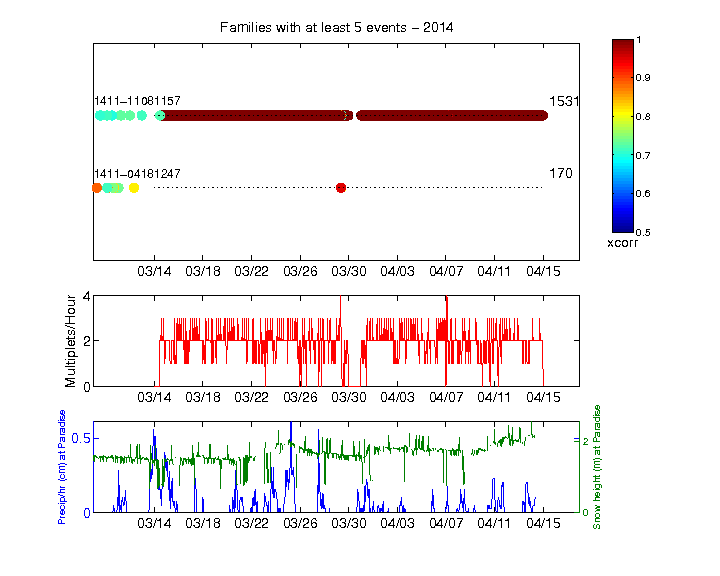 Families with at least 5 events − 2014
1411−11081157
1531
1411−04181247
170
03/14 03/18 03/22 03/26 03/30 04/03 04/07 04/11 04/15
1
0.9
0.8
0.7
0.6
0.5
xcorr
Multiplets/Hour
4
2
0
03/14 03/18 03/22 03/26 03/30 04/03 04/07 04/11 04/15
Precip/hr (cm) at Paradise
0.5
0
03/14 03/18 03/22 03/26 03/30 04/03 04/07 04/11 04/15
2
0
Snow height (m) at Paradise